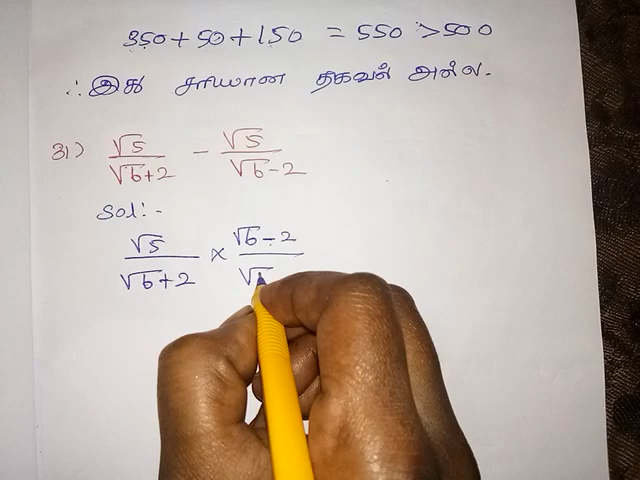 350 + 50 + 150 = 550 > 500
∴ இது சரியான தகவல் அல்ல.
31) √5/√6+2 - √5/√6-2
Sol:-
√5/√6+2 × √6-2/√